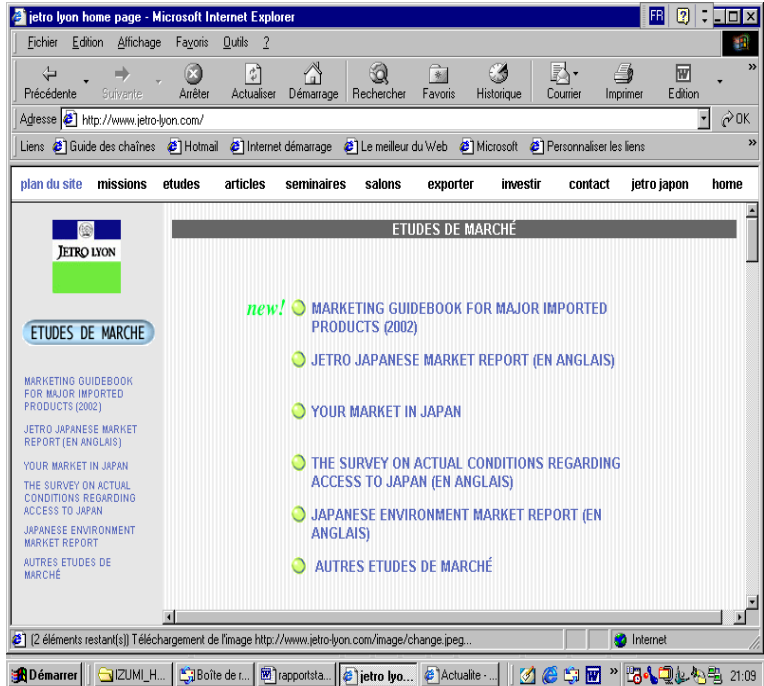 jetro lyon home page - Microsoft Internet Explorer FR
Fichier Edition Affichage Favoris Outils ?
Précédente Suivante Arrêter Actualiser Démarrage Rechercher Favoris Historique Courrier Imprimer Edition »
Adresse http://www.jetro-lyon.com/ OK
Liens Guide des chaînes Hotmail Internet démarrage Le meilleur du Web Microsoft Personnaliser les liens »
plan du site missions etudes articles seminaires salons exporter investir contact jetro japon home
JETRO LYON
ETUDES DE MARCHE
MARKETING GUIDEBOOK
FOR MAJOR IMPORTED
PRODUCTS (2002)
JETRO JAPANESE MARKET
REPORT (EN ANGLAIS)
YOUR MARKET IN JAPAN
THE SURVEY ON ACTUAL
CONDITIONS REGARDING
ACCESS TO JAPAN
JAPANESE ENVIRONMENT
MARKET REPORT
AUTRES ETUDES DE
MARCHÉ
ETUDES DE MARCHÉ
new! MARKETING GUIDEBOOK FOR MAJOR IMPORTED
PRODUCTS (2002)
JETRO JAPANESE MARKET REPORT (EN ANGLAIS)
YOUR MARKET IN JAPAN
THE SURVEY ON ACTUAL CONDITIONS REGARDING
ACCESS TO JAPAN (EN ANGLAIS)
JAPANESE ENVIRONMENT MARKET REPORT (EN
ANGLAIS)
AUTRES ETUDES DE MARCHÉ
(2 éléments restant(s)) Téléchargement de l'image http://www.jetro-lyon.com/image/change.jpeg... Internet
Démarrer IZUMI_H... Boîte de r... rapportsta... jetro lyo... Actualite - ... » 21:09